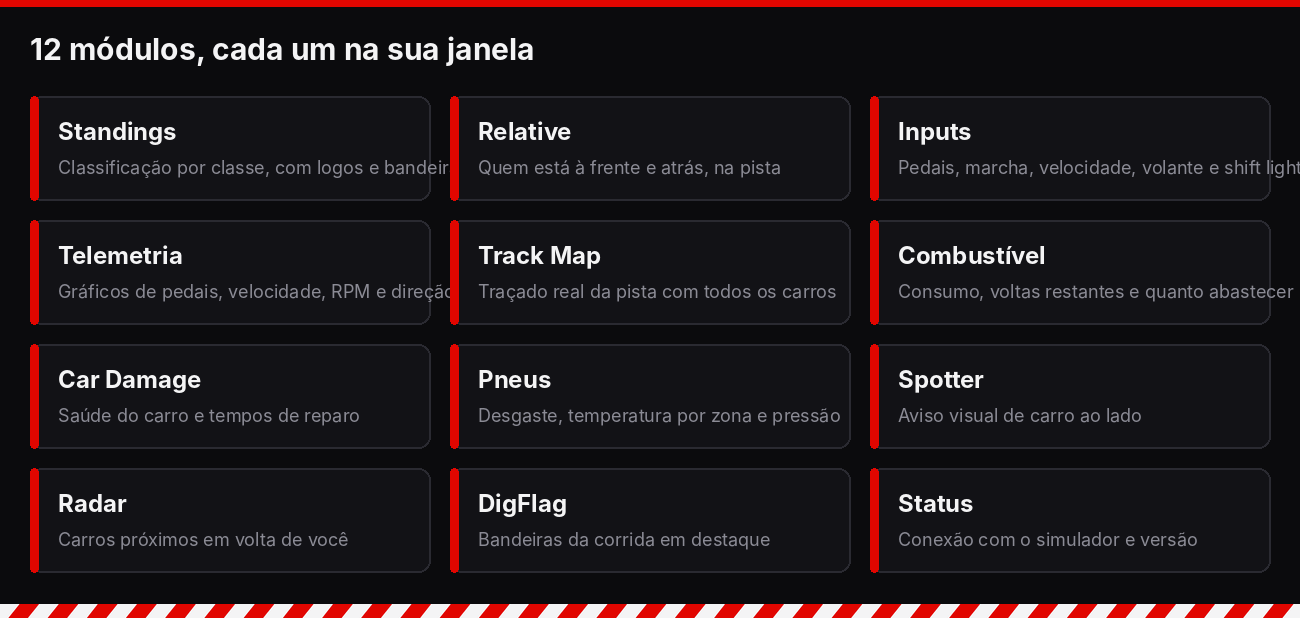 12 módulos, cada um na sua janela
Standings
Classificação por classe, com logos e bandeir
Relative
Quem está à frente e atrás, na pista
Inputs
Pedais, marcha, velocidade, volante e shift light
Telemetria
Gráficos de pedais, velocidade, RPM e direção
Track Map
Traçado real da pista com todos os carros
Combustível
Consumo, voltas restantes e quanto abastecer
Car Damage
Saúde do carro e tempos de reparo
Pneus
Desgaste, temperatura por zona e pressão
Spotter
Aviso visual de carro ao lado
Radar
Carros próximos em volta de você
DigFlag
Bandeiras da corrida em destaque
Status
Conexão com o simulador e versão